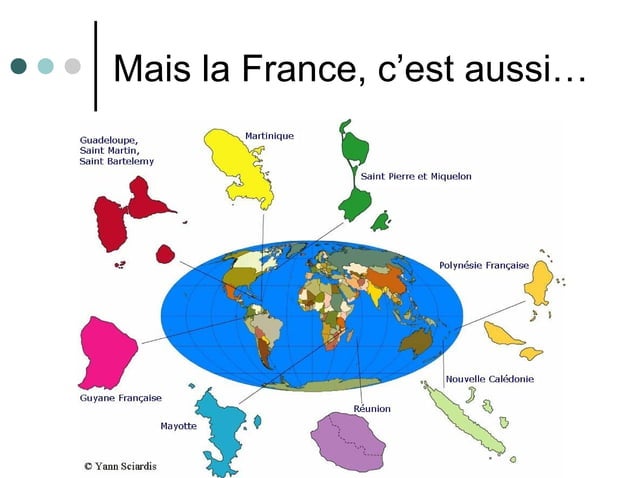 Mais la France, c’est aussi…
Guadeloupe,
Saint Martin,
Saint Bartelemy
Martinique
Saint Pierre et Miquelon
Polynésie Française
Guyane Française
Nouvelle Calédonie
Réunion
Mayotte
© Yann Sciardis